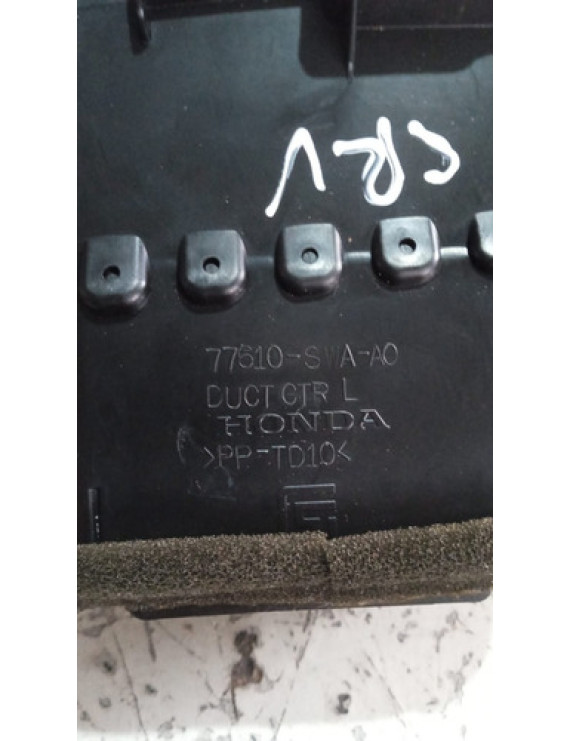 CRV
77610-SWA-A0
DUCT CTR L
HONDA
>PP-TD10<